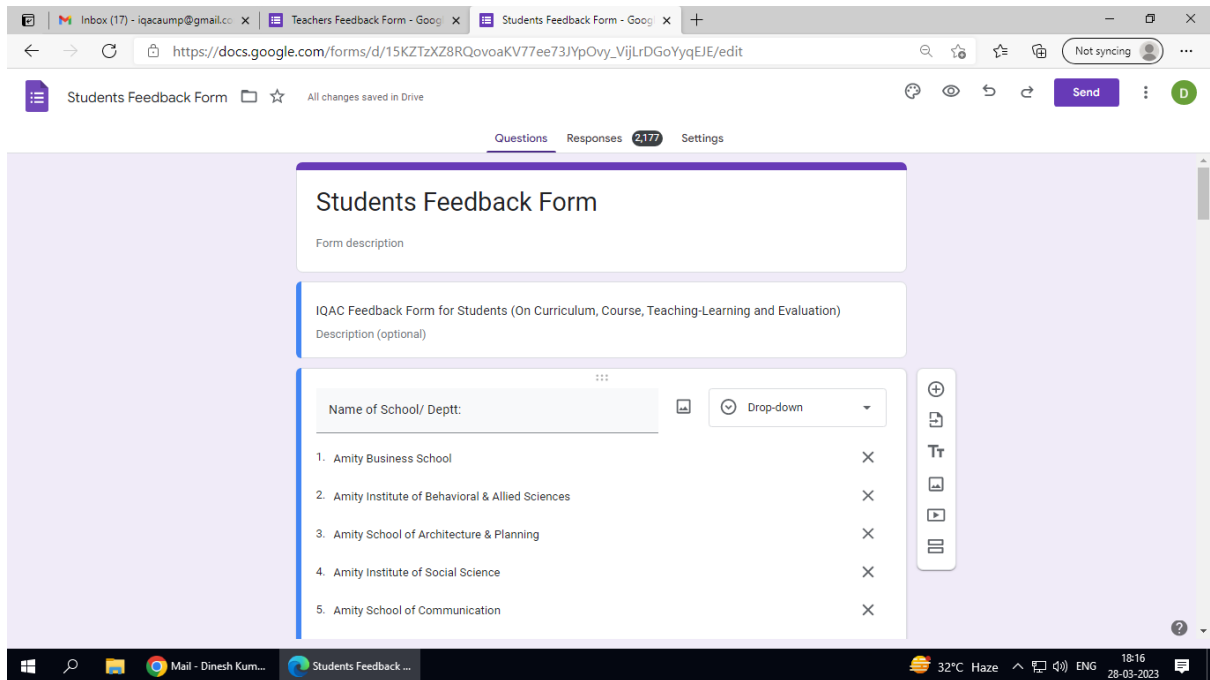 Inbox (17) - iqacaump@gmail.co
Teachers Feedback Form - Goog
Students Feedback Form - Goog
https://docs.google.com/forms/d/15KZTzXZ8RQovoaKV77ee73JYpOvy_VijLrDGoYyqEJE/edit
Not syncing
Students Feedback Form
All changes saved in Drive
Send
D
Questions Responses 2,177 Settings
Students Feedback Form
Form description
IQAC Feedback Form for Students (On Curriculum, Course, Teaching-Learning and Evaluation)
Description (optional)
Name of School/ Deptt:
Drop-down
1. Amity Business School
2. Amity Institute of Behavioral & Allied Sciences
3. Amity School of Architecture & Planning
4. Amity Institute of Social Science
5. Amity School of Communication
Tт
Mail - Dinesh Kum...
Students Feedback ...
32°C Haze
ENG
18:16
28-03-2023